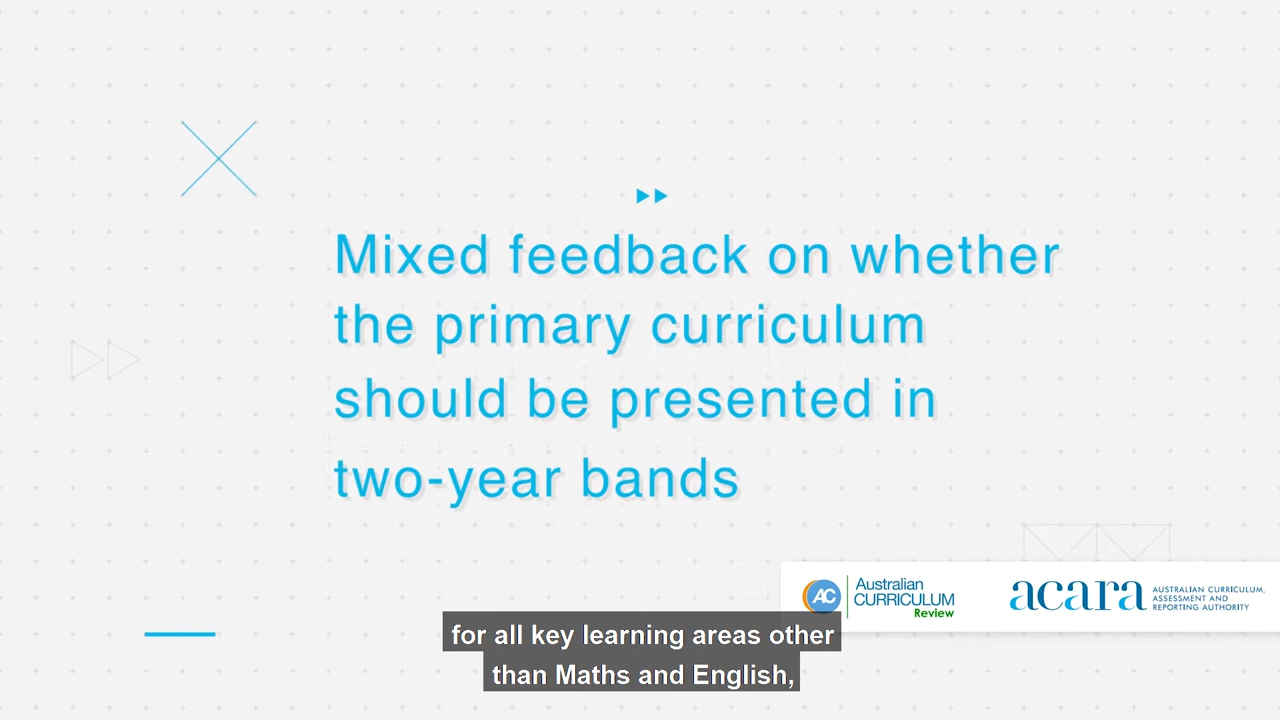 Mixed feedback on whether
the primary curriculum
should be presented in
two-year bands
AC
Australian
CURRICULUM
Review
acara
AUSTRALIAN CURRICULUM,
ASSESSMENT AND
REPORTING AUTHORITY
for all key learning areas other
than Maths and English,